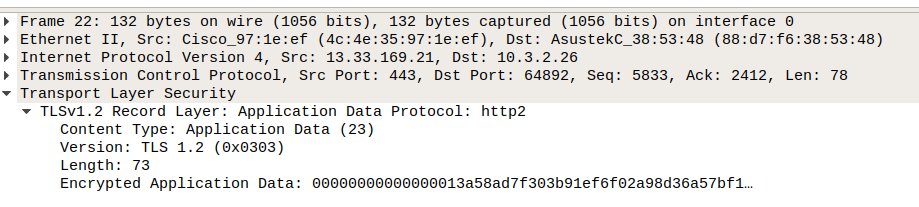 Frame 22: 132 bytes on wire (1056 bits), 132 bytes captured (1056 bits) on interface 0
Ethernet II, Src: Cisco_97:1e:ef (4c:4e:35:97:1e:ef), Dst: AsustekC_38:53:48 (88:d7:f6:38:53:48)
Internet Protocol Version 4, Src: 13.33.169.21, Dst: 10.3.2.26
Transmission Control Protocol, Src Port: 443, Dst Port: 64892, Seq: 5833, Ack: 2412, Len: 78
Transport Layer Security
TLSv1.2 Record Layer: Application Data Protocol: http2
Content Type: Application Data (23)
Version: TLS 1.2 (0x0303)
Length: 73
Encrypted Application Data: 00000000000000013a58ad7f303b91ef6f02a98d36a57bf1…